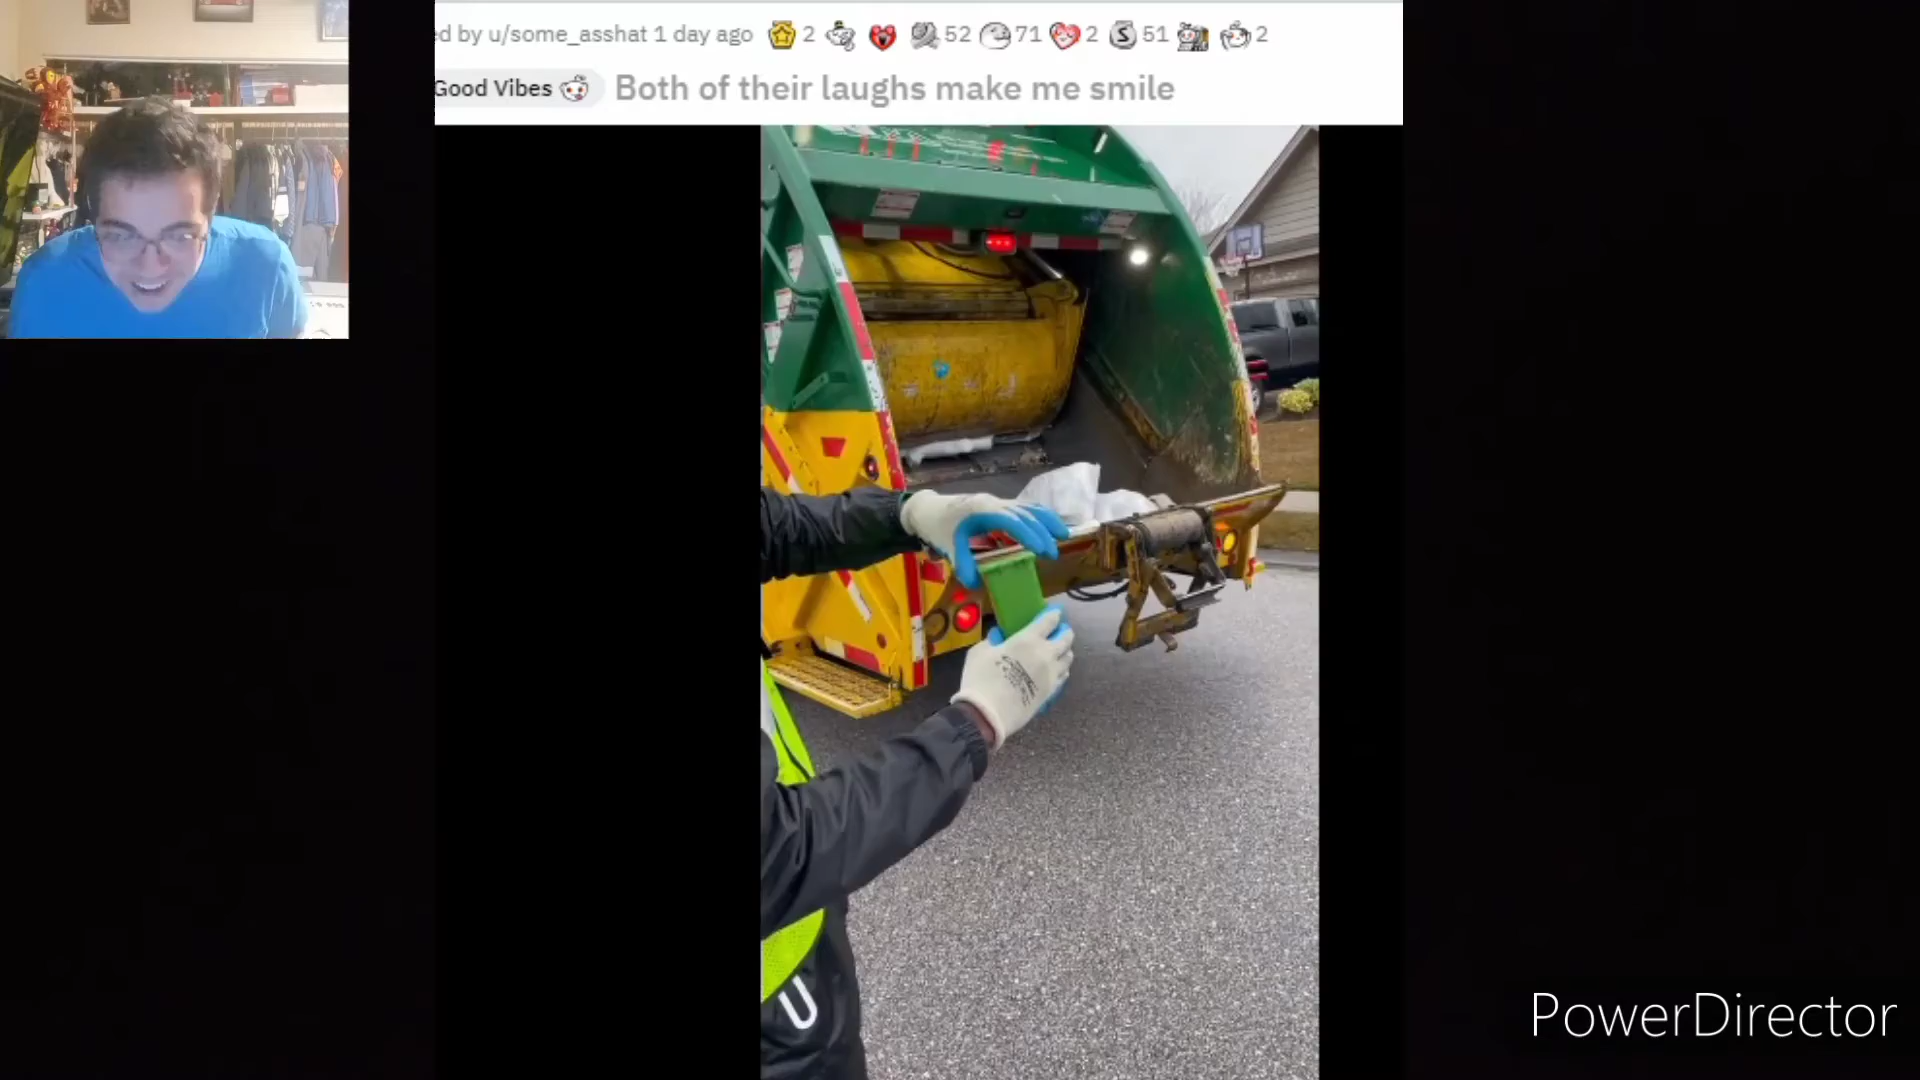 ed by u/some_asshat 1 day ago 2 52 71 2 S 51 2
Good Vibes Both of their laughs make me smile
U
PowerDirector